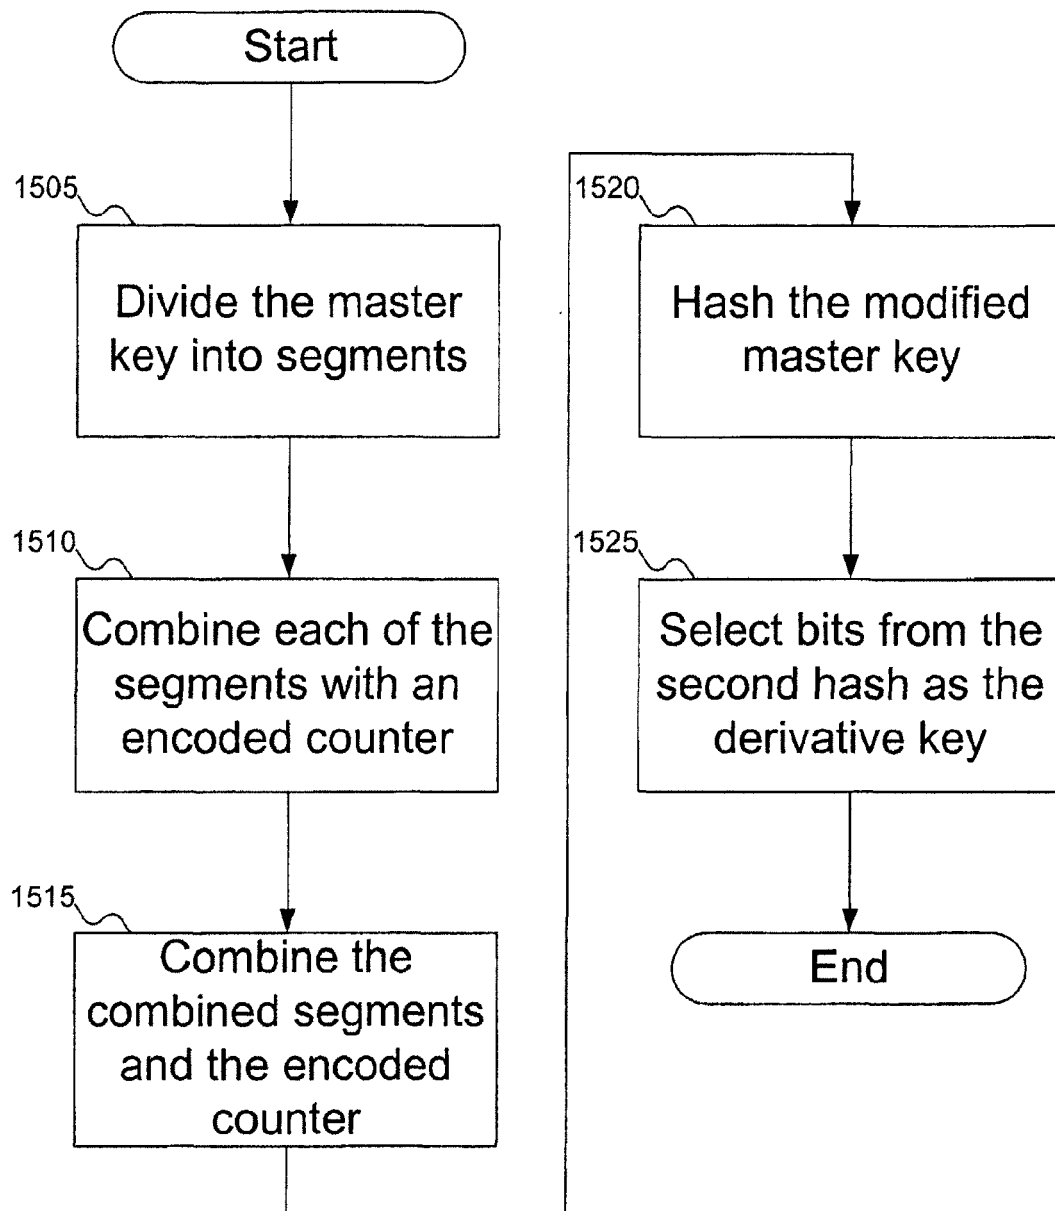 Start
1505
Divide the master
key into segments
1510
Combine each of the
segments with an
encoded counter
1515
Combine the
combined segments
and the encoded
counter
1520
Hash the modified
master key
1525
Select bits from the
second hash as the
derivative key
End